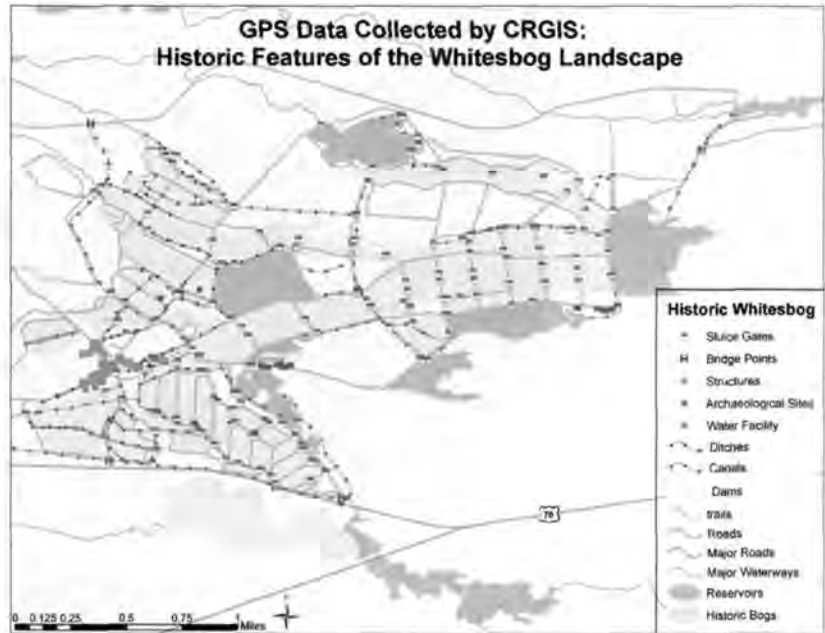 GPS Data Collected by CRGIS:
Historic Features of the Whitesbog Landscape
Historic Whitesbog
Sluice Gates
Bridge Points
Structures
Archaeological Sites
Water Facility
Ditches
Canals
Dams
trails
Roads
Major Roads
Major Waterways
Reservoirs
Historic Bogs
70
0 0.125 0.25 0.5 0.75 1
Miles